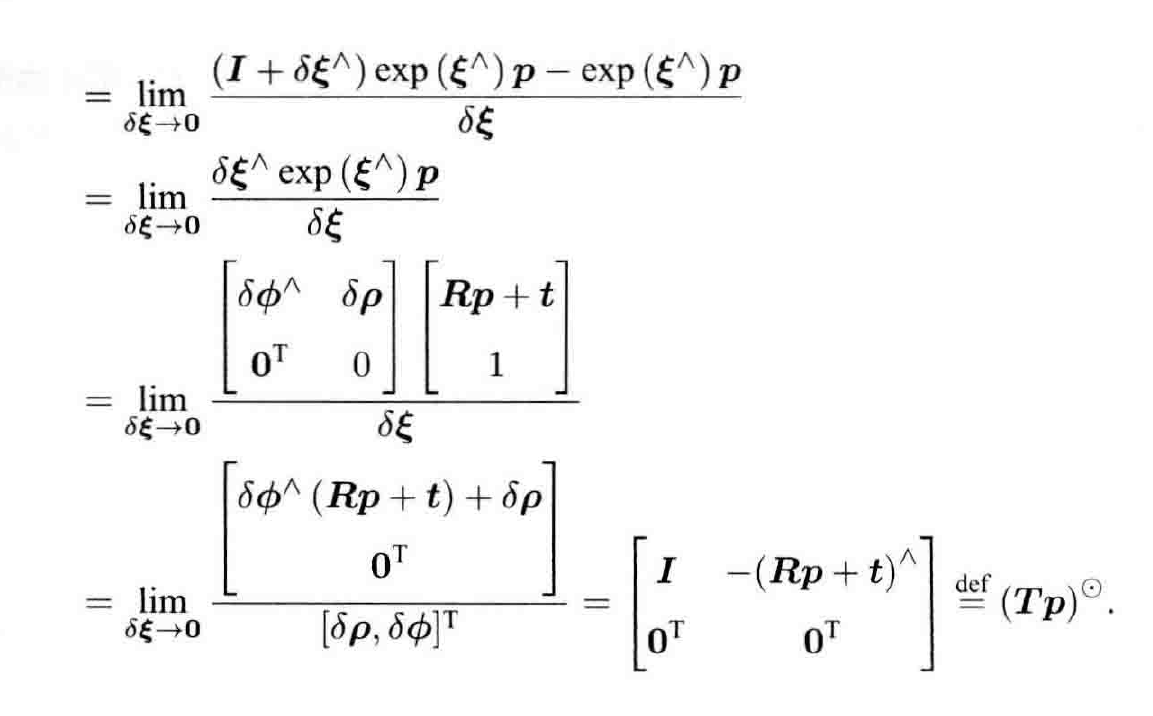 = \lim_{\delta\boldsymbol{\xi} \to \mathbf{0}} \frac{(\boldsymbol{I} + \delta\boldsymbol{\xi}^{\wedge}) \exp(\boldsymbol{\xi}^{\wedge}) \boldsymbol{p} - \exp(\boldsymbol{\xi}^{\wedge}) \boldsymbol{p}}{\delta\boldsymbol{\xi}}
= \lim_{\delta\boldsymbol{\xi} \to \mathbf{0}} \frac{\delta\boldsymbol{\xi}^{\wedge} \exp(\boldsymbol{\xi}^{\wedge}) \boldsymbol{p}}{\delta\boldsymbol{\xi}}
= \lim_{\delta\boldsymbol{\xi} \to \mathbf{0}} \frac{\begin{bmatrix} \delta\boldsymbol{\phi}^{\wedge} & \delta\boldsymbol{\rho} \\ \mathbf{0}^{\mathrm{T}} & 0 \end{bmatrix} \begin{bmatrix} \boldsymbol{R}\boldsymbol{p} + \boldsymbol{t} \\ 1 \end{bmatrix}}{\delta\boldsymbol{\xi}}
= \lim_{\delta\boldsymbol{\xi} \to \mathbf{0}} \frac{\begin{bmatrix} \delta\boldsymbol{\phi}^{\wedge} (\boldsymbol{R}\boldsymbol{p} + \boldsymbol{t}) + \delta\boldsymbol{\rho} \\ \mathbf{0}^{\mathrm{T}} \end{bmatrix}}{[\delta\boldsymbol{\rho}, \delta\boldsymbol{\phi}]^{\mathrm{T}}} = \begin{bmatrix} \boldsymbol{I} & -(\boldsymbol{R}\boldsymbol{p} + \boldsymbol{t})^{\wedge} \\ \mathbf{0}^{\mathrm{T}} & \mathbf{0}^{\mathrm{T}} \end{bmatrix} \stackrel{\mathrm{def}}{=} (\boldsymbol{T}\boldsymbol{p})^{\odot}.